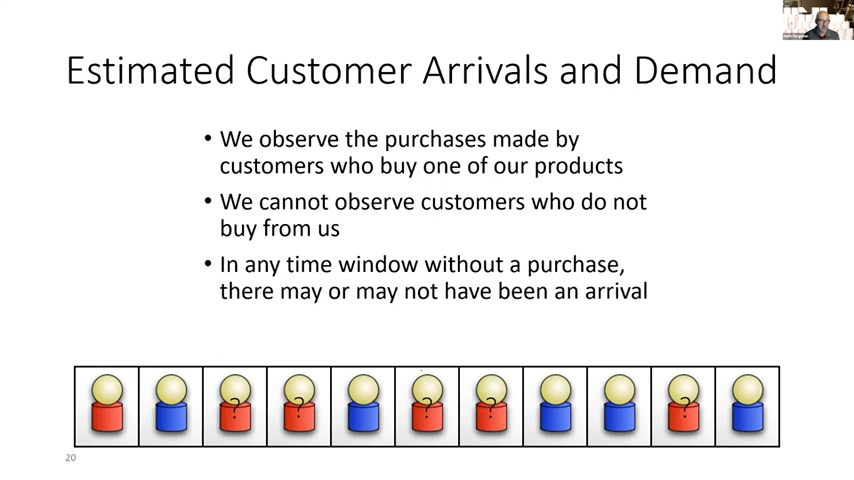 Estimated Customer Arrivals and Demand
• We observe the purchases made by
customers who buy one of our products
• We cannot observe customers who do not
buy from us
• In any time window without a purchase,
there may or may not have been an arrival
? ? ? ? ?
20